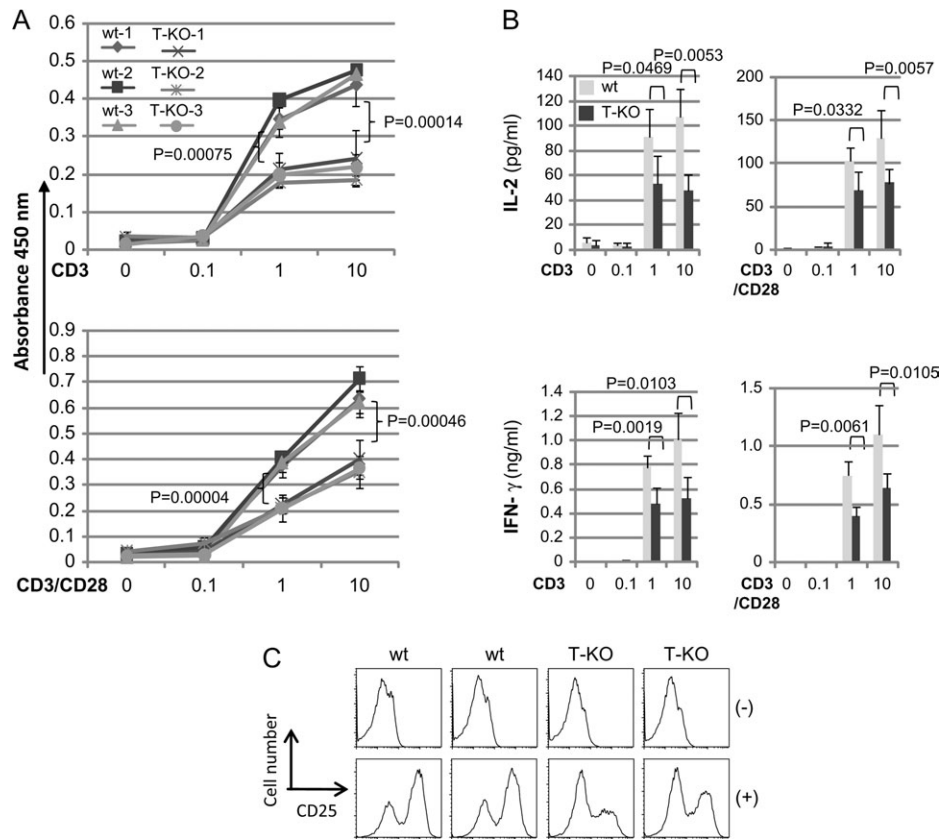 A
0.6
0.5
0.4
0.3
0.2
0.1
0
wt-1 T-KO-1
wt-2 T-KO-2
wt-3 T-KO-3
P=0.00075
P=0.00014
CD3 0 0.1 1 10
Absorbance 450 nm
0.9
0.8
0.7
0.6
0.5
0.4
0.3
0.2
0.1
0
P=0.00004
P=0.00046
CD3/CD28 0 0.1 1 10
B
P=0.0053
P=0.0469
140
120
100
80
60
40
20
0
wt
T-KO
IL-2 (pg/ml)
CD3 0 0.1 1 10
P=0.0057
P=0.0332
200
150
100
50
0
0 0.1 1 10
CD3
/CD28
P=0.0103
P=0.0019
1.4
1.2
1.0
0.8
0.6
0.4
0.2
0
IFN- γ (ng/ml)
CD3 0 0.1 1 10
P=0.0105
P=0.0061
1.5
1.0
0.5
0
0 0.1 1 10
CD3
/CD28
C
wt wt T-KO T-KO
(-)
(+)
Cell number
CD25